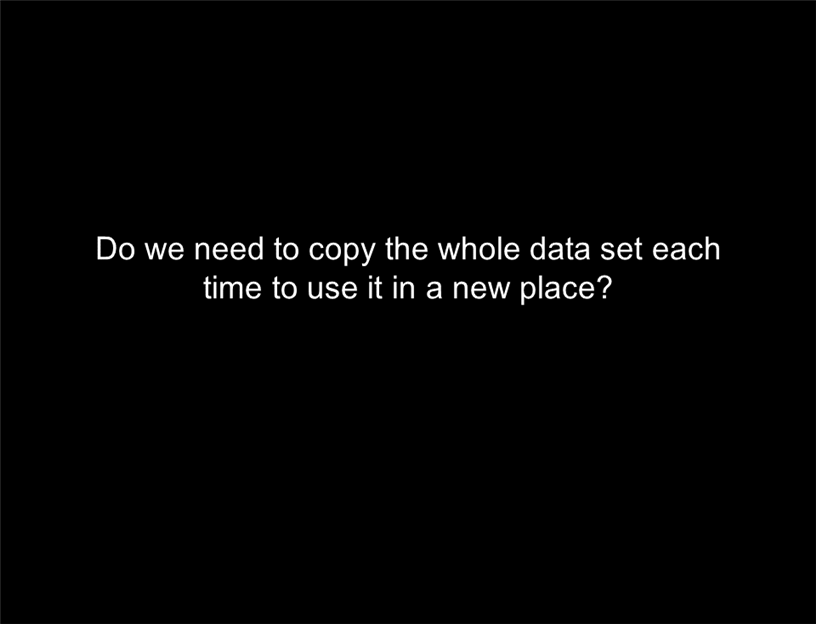 Do we need to copy the whole data set each
time to use it in a new place?